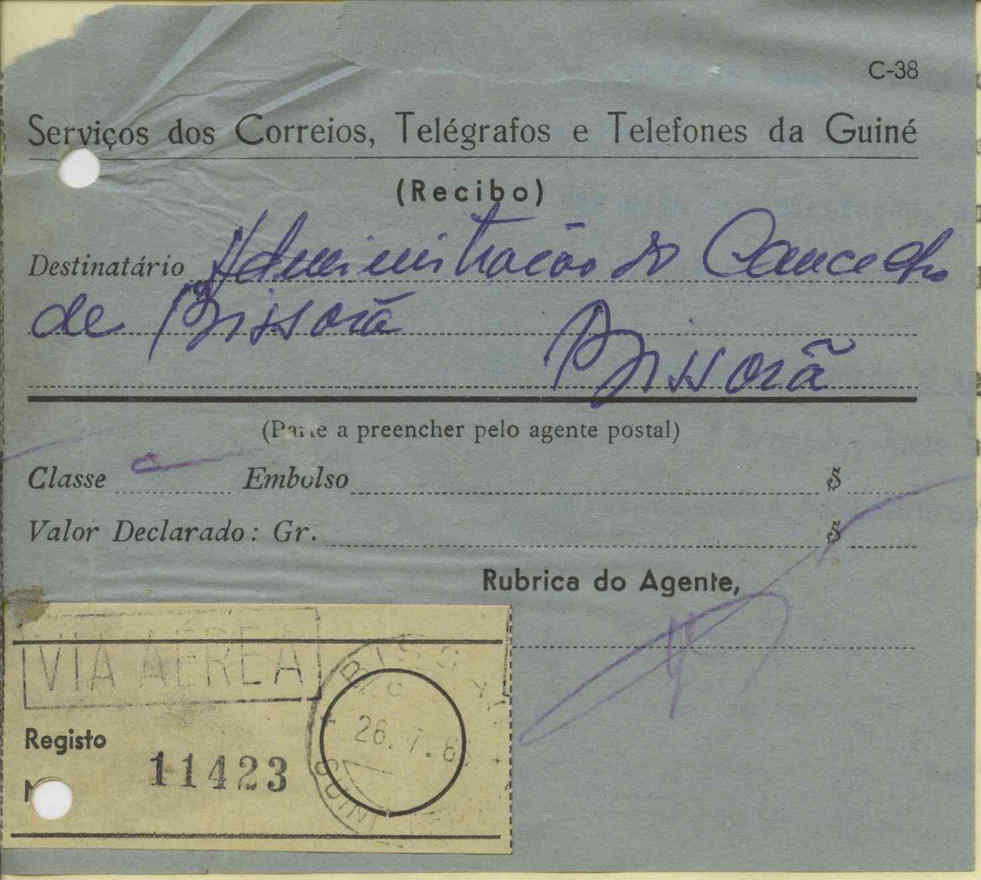 C-38
Serviços dos Correios, Telégrafos e Telefones da Guiné
(Recibo)
Destinatário Administração do Concelho
de Bissorã
Bissorã
(Parte a preencher pelo agente postal)
Classe Embolso $
Valor Declarado: Gr. $
Rubrica do Agente,
VIA AÉREA
Registo
11423
26.7.6